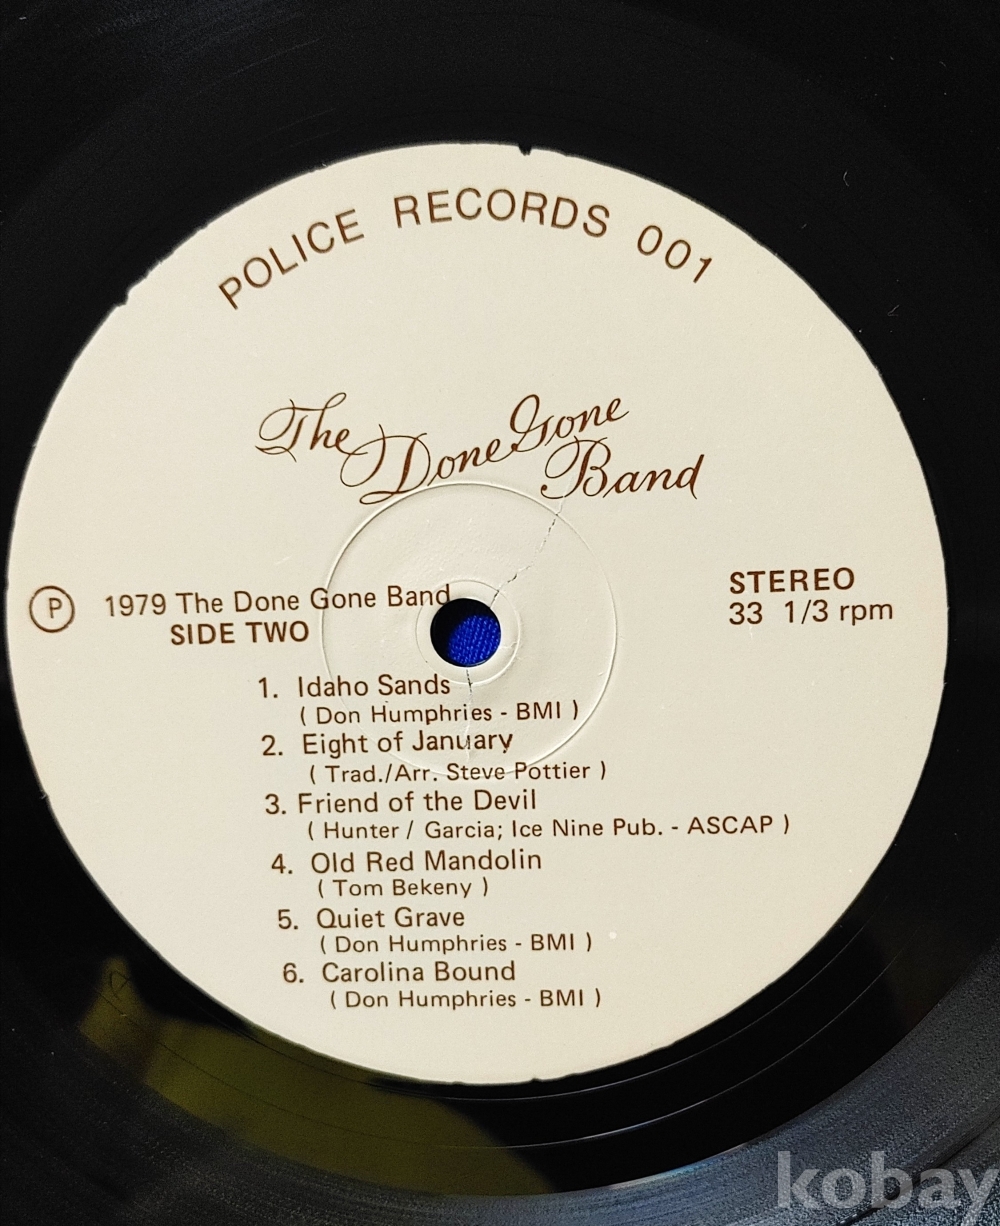 POLICE RECORDS 001
The Done Gone Band
Ⓟ 1979 The Done Gone Band
SIDE TWO
STEREO
33 1/3 rpm
1. Idaho Sands
( Don Humphries - BMI )
2. Eight of January
( Trad./Arr. Steve Pottier )
3. Friend of the Devil
( Hunter / Garcia; Ice Nine Pub. - ASCAP )
4. Old Red Mandolin
( Tom Bekeny )
5. Quiet Grave
( Don Humphries - BMI )
6. Carolina Bound
( Don Humphries - BMI )
kobay